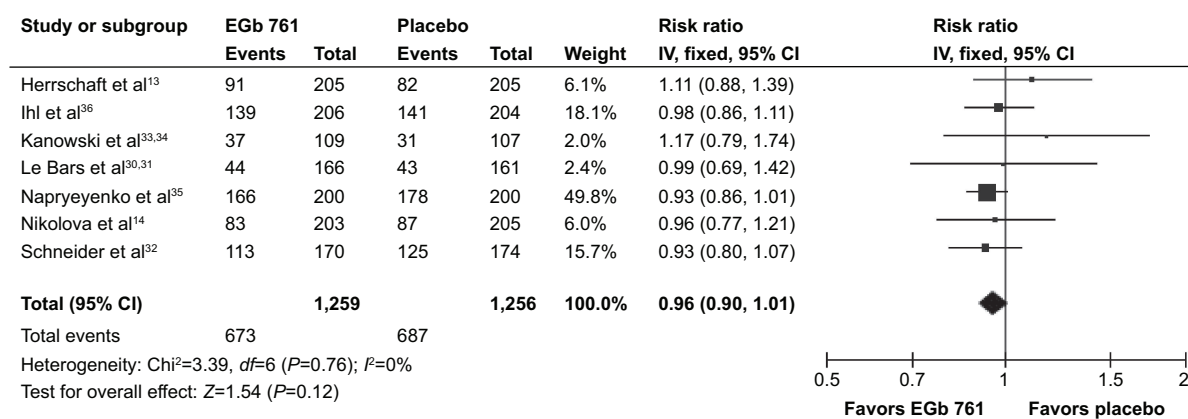 Study or subgroup EGb 761 Placebo Risk ratio Risk ratio
Events Total Events Total Weight IV, fixed, 95% CI IV, fixed, 95% CI
Herrschaft et al¹³ 91 205 82 205 6.1% 1.11 (0.88, 1.39)
Ihl et al³⁶ 139 206 141 204 18.1% 0.98 (0.86, 1.11)
Kanowski et al³³,³⁴ 37 109 31 107 2.0% 1.17 (0.79, 1.74)
Le Bars et al³⁰,³¹ 44 166 43 161 2.4% 0.99 (0.69, 1.42)
Napryeyenko et al³⁵ 166 200 178 200 49.8% 0.93 (0.86, 1.01)
Nikolova et al¹⁴ 83 203 87 205 6.0% 0.96 (0.77, 1.21)
Schneider et al³² 113 170 125 174 15.7% 0.93 (0.80, 1.07)
Total (95% CI) 1,259 1,256 100.0% 0.96 (0.90, 1.01)
Total events 673 687
Heterogeneity: Chi²=3.39, df=6 (P=0.76); I²=0%
Test for overall effect: Z=1.54 (P=0.12)
0.5 0.7 1 1.5 2
Favors EGb 761 Favors placebo